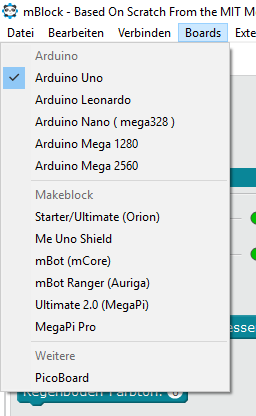 mBlock - Based On Scratch From the MIT M
Datei Bearbeiten Verbinden Boards Exte
Arduino
Arduino Uno
Arduino Leonardo
Arduino Nano ( mega328 )
Arduino Mega 1280
Arduino Mega 2560
Makeblock
Starter/Ultimate (Orion)
Me Uno Shield
mBot (mCore)
mBot Ranger (Auriga)
Ultimate 2.0 (MegaPi)
essen
MegaPi Pro
Weitere
PicoBoard
Regenboden Farbton: 0